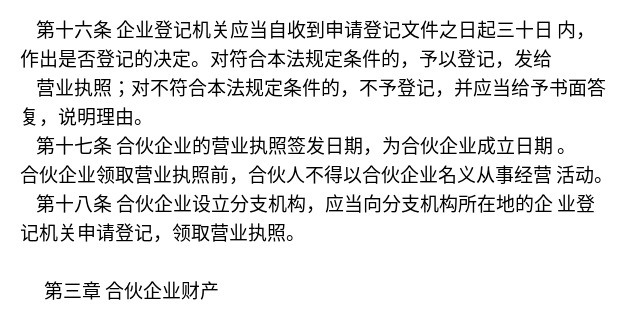 第十六条 企业登记机关应当自收到申请登记文件之日起三十日 内，
作出是否登记的决定。对符合本法规定条件的，予以登记，发给
营业执照；对不符合本法规定条件的，不予登记，并应当给予书面答
复，说明理由。
第十七条 合伙企业的营业执照签发日期，为合伙企业成立日期 。
合伙企业领取营业执照前，合伙人不得以合伙企业名义从事经营 活动。
第十八条 合伙企业设立分支机构，应当向分支机构所在地的企 业登
记机关申请登记，领取营业执照。
第三章 合伙企业财产